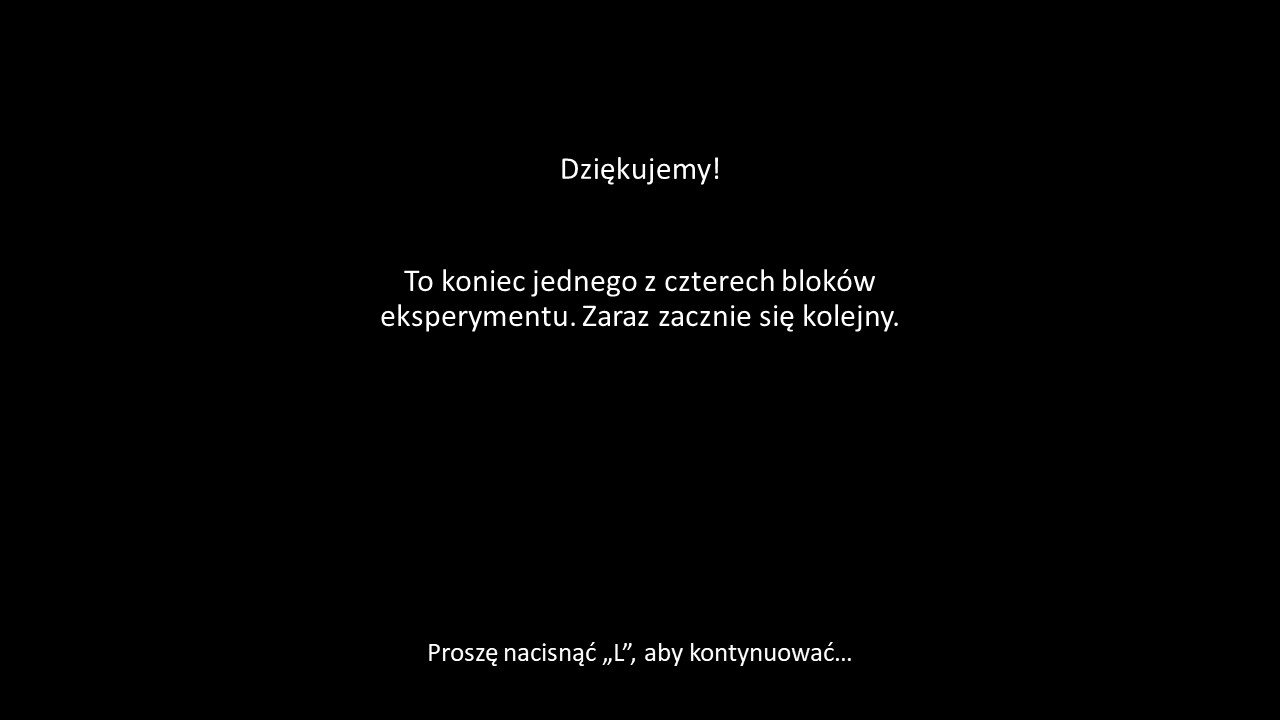 Dziękujemy!
To koniec jednego z czterech bloków
eksperymentu. Zaraz zacznie się kolejny.
Proszę nacisnąć „L”, aby kontynuować…